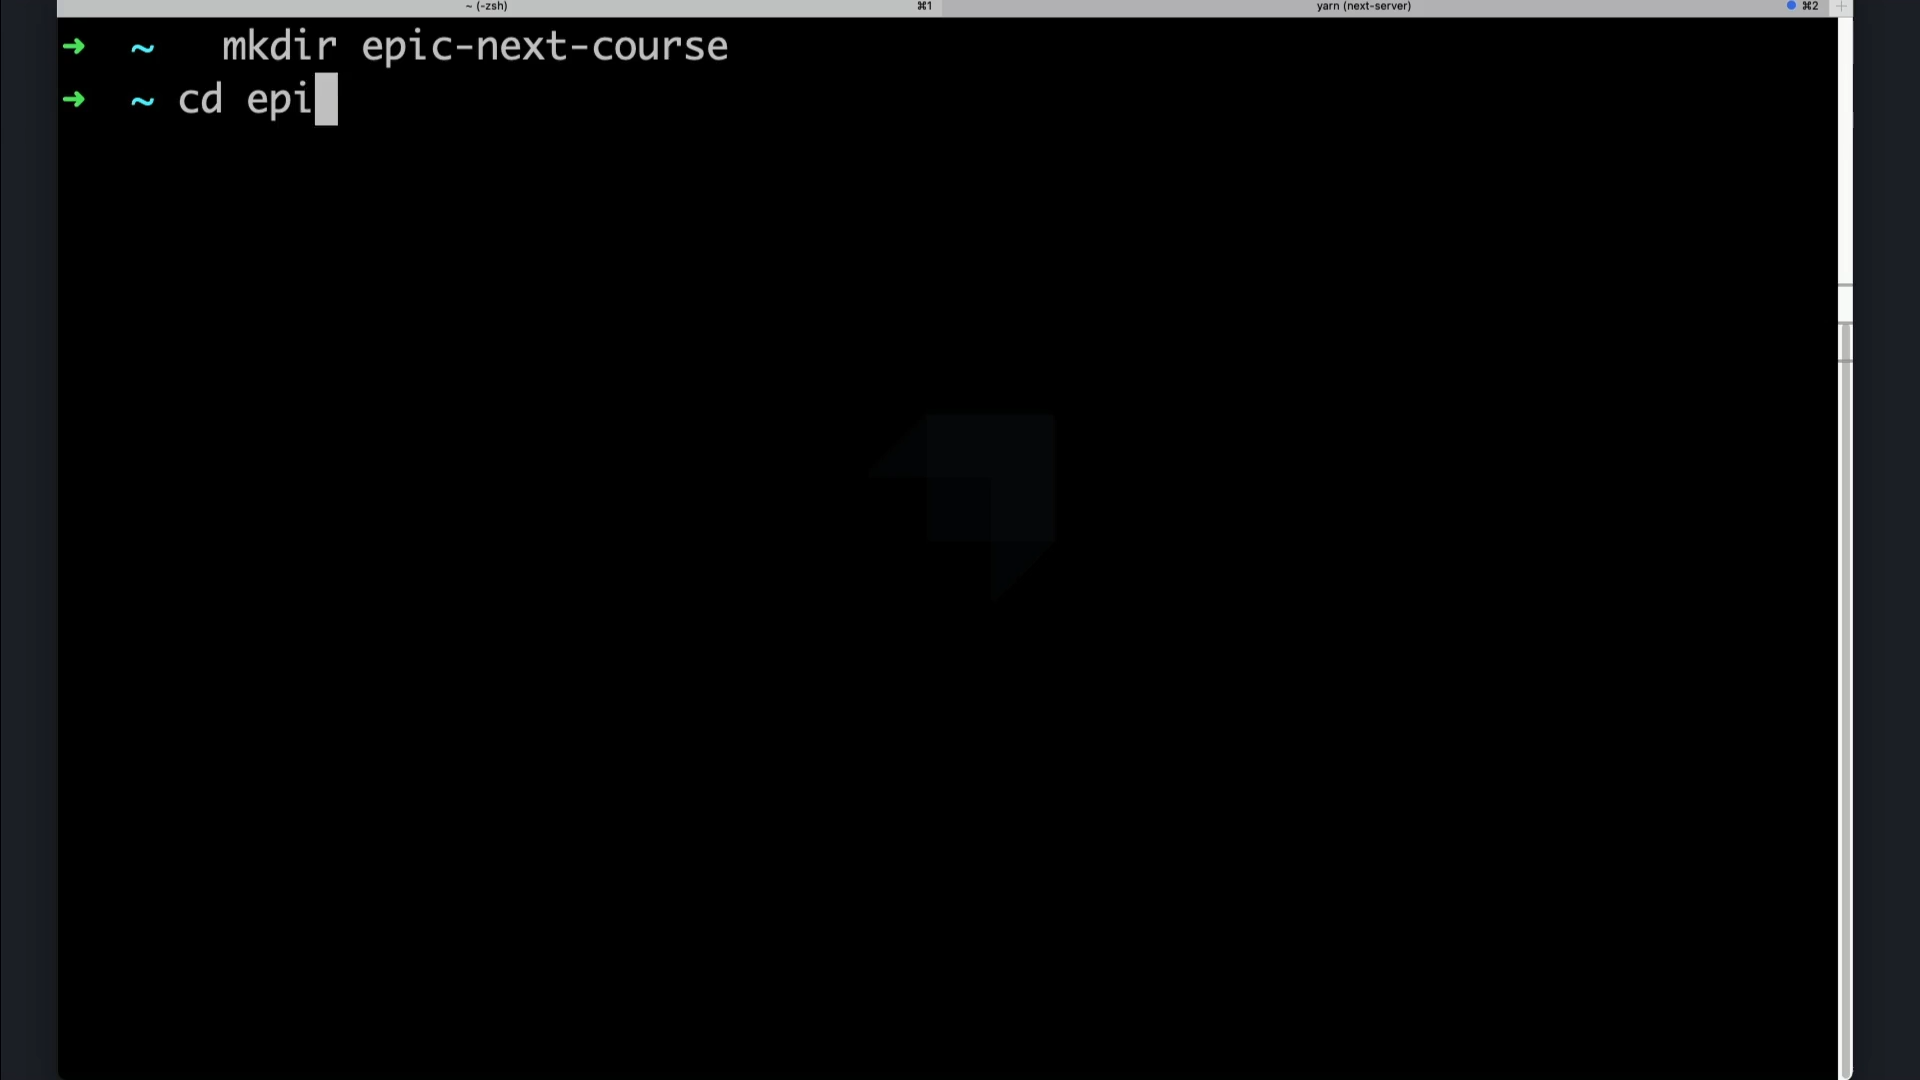 ~ (-zsh) ⌘1 yarn (next-server) ⌘2 +
➜ ~ mkdir epic-next-course
➜ ~ cd epi